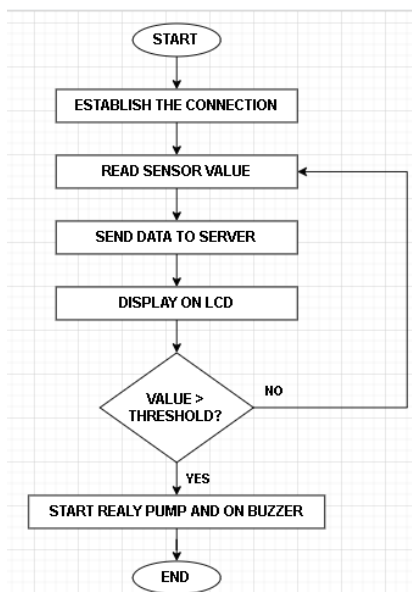 START
ESTABLISH THE CONNECTION
READ SENSOR VALUE
SEND DATA TO SERVER
DISPLAY ON LCD
VALUE >
THRESHOLD?
NO
YES
START REALY PUMP AND ON BUZZER
END